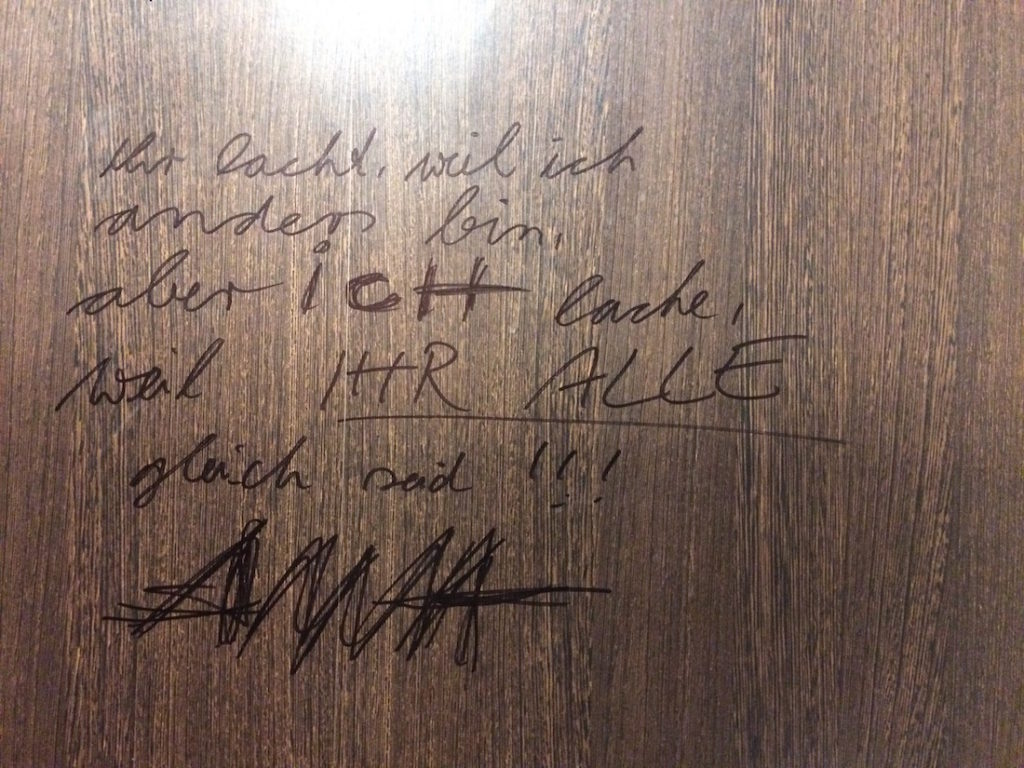 Ihr lacht, weil ich
anders bin,
aber iCH lache,
weil IHR ALLE
gleich seid !!!